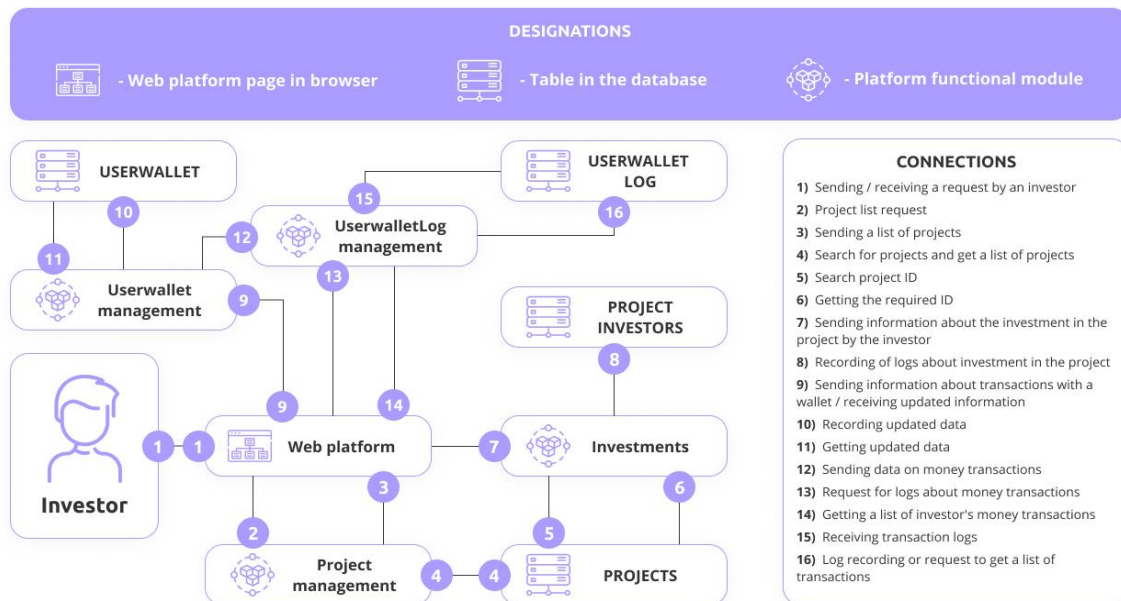 DESIGNATIONS
- Web platform page in browser
- Table in the database
- Platform functional module
USERWALLET
10
11
Userwallet
management
9
12
UserwalletLog
management
15
13
USERWALLET
LOG
16
PROJECT
INVESTORS
8
Investor
1
1
9
14
Web platform
7
Investments
2
3
5
6
Project
management
4
4
PROJECTS
CONNECTIONS
1) Sending / receiving a request by an investor
2) Project list request
3) Sending a list of projects
4) Search for projects and get a list of projects
5) Search project ID
6) Getting the required ID
7) Sending information about the investment in the
project by the investor
8) Recording of logs about investment in the project
9) Sending information about transactions with a
wallet / receiving updated information
10) Recording updated data
11) Getting updated data
12) Sending data on money transactions
13) Request for logs about money transactions
14) Getting a list of investor's money transactions
15) Receiving transaction logs
16) Log recording or request to get a list of
transactions